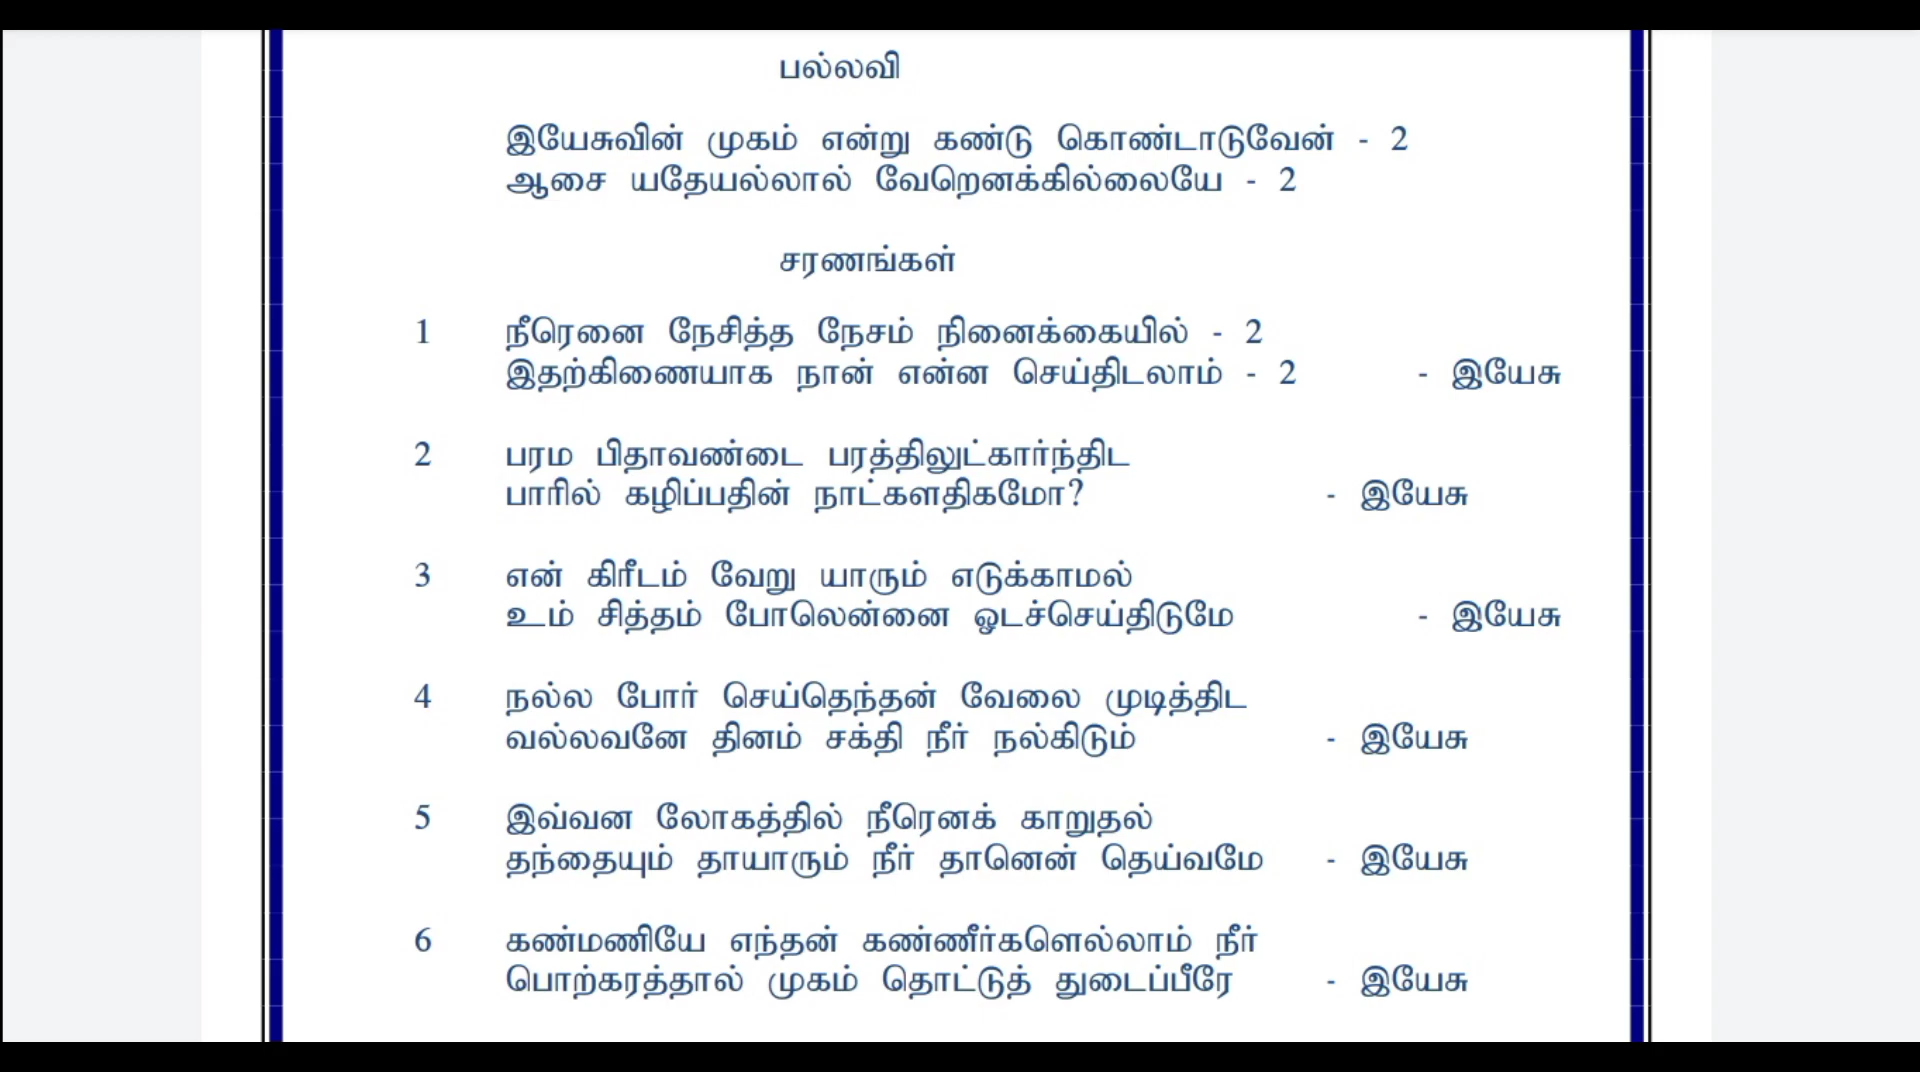 பல்லவி
இயேசுவின் முகம் என்று கண்டு கொண்டாடுவேன் - 2
ஆசை யதேயல்லால் வேறெனக்கில்லையே - 2
சரணங்கள்
1 நீரெனை நேசித்த நேசம் நினைக்கையில் - 2
இதற்கிணையாக நான் என்ன செய்திடலாம் - 2 - இயேசு
2 பரம பிதாவண்டை பரத்திலுட்கார்ந்திட
பாரில் கழிப்பதின் நாட்களதிகமோ? - இயேசு
3 என் கிரீடம் வேறு யாரும் எடுக்காமல்
உம் சித்தம் போலென்னை ஓடச்செய்திடுமே - இயேசு
4 நல்ல போர் செய்தெந்தன் வேலை முடித்திட
வல்லவனே தினம் சக்தி நீர் நல்கிடும் - இயேசு
5 இவ்வன லோகத்தில் நீரெனக் காறுதல்
தந்தையும் தாயாரும் நீர் தானென் தெய்வமே - இயேசு
6 கண்மணியே எந்தன் கண்ணீர்களெல்லாம் நீர்
பொற்கரத்தால் முகம் தொட்டுத் துடைப்பீரே - இயேசு